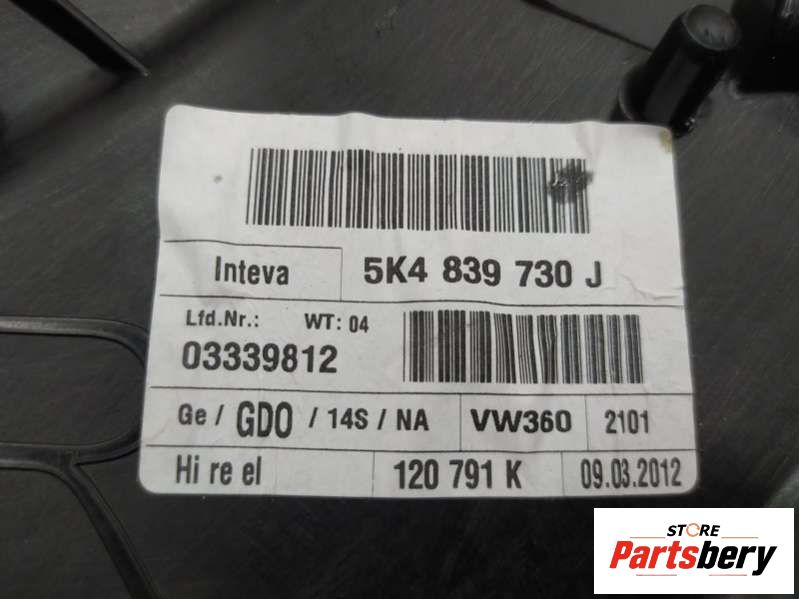 Inteva 5K4 839 730 J
Lfd.Nr.: WT: 04
03339812
Ge / GDO / 14S / NA VW360 2101
Hi re el 120 791 K 09.03.2012
STORE
Partsbery